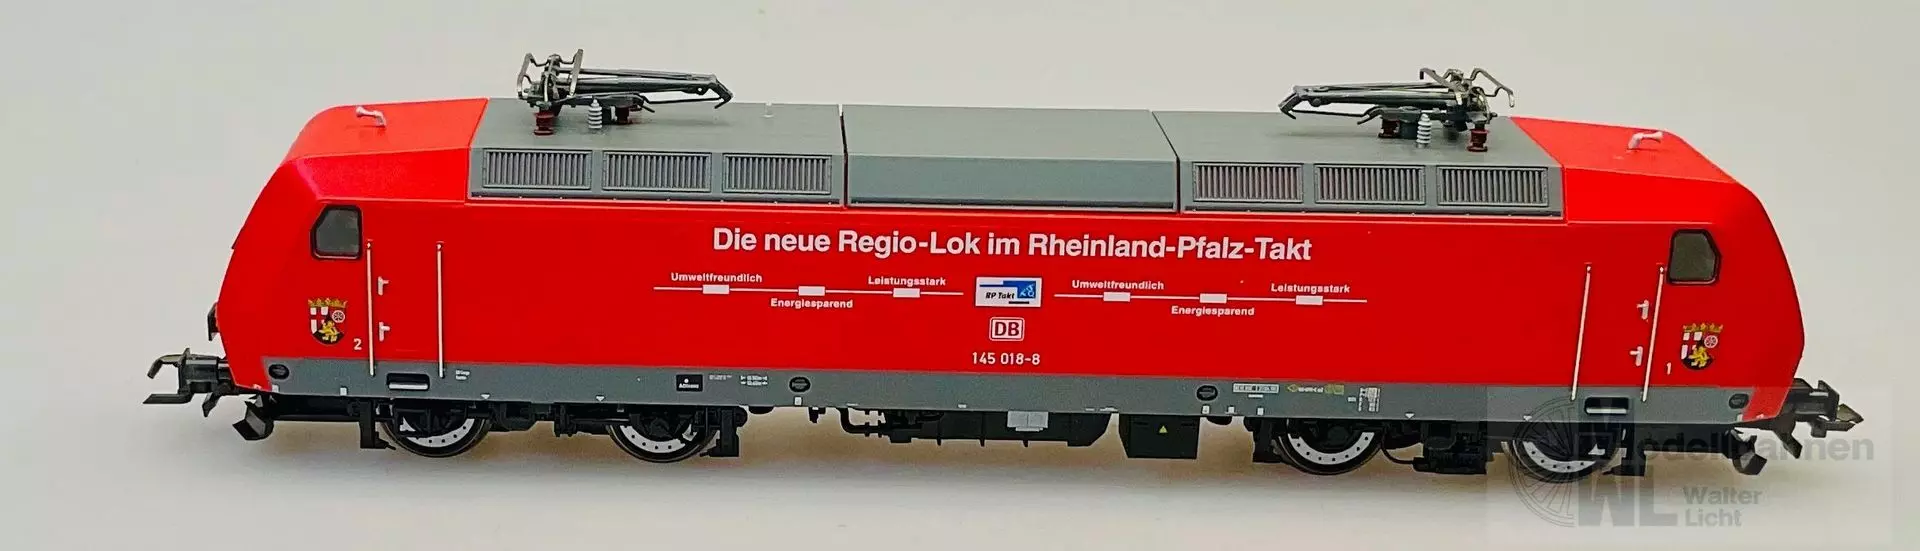 Die neue Regio-Lok im Rheinland-Pfalz-Takt
Umweltfreundlich Leistungsstark Umweltfreundlich Leistungsstark
Energiesparend RP Takt Energiesparend
DB
145 018-8
2
1
Modellbahnen
WL Walter
Licht